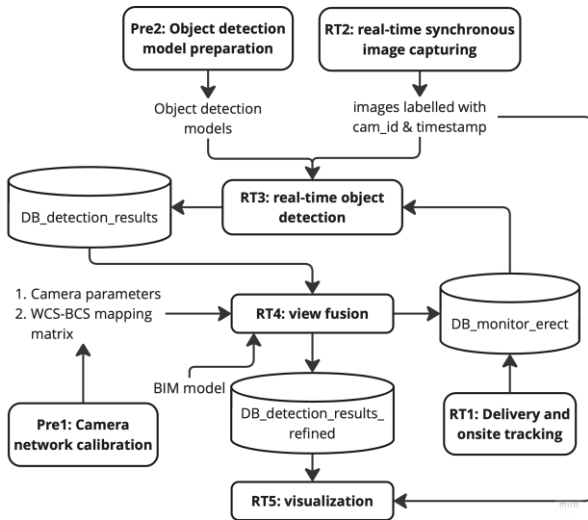 Pre2: Object detection
model preparation
RT2: real-time synchronous
image capturing
Object detection
models
images labelled with
cam_id & timestamp
RT3: real-time object
detection
DB_detection_results
1. Camera parameters
2. WCS-BCS mapping
matrix
RT4: view fusion
DB_monitor_erect
BIM model
DB_detection_results_
refined
Pre1: Camera
network calibration
RT1: Delivery and
onsite tracking
RT5: visualization
miro